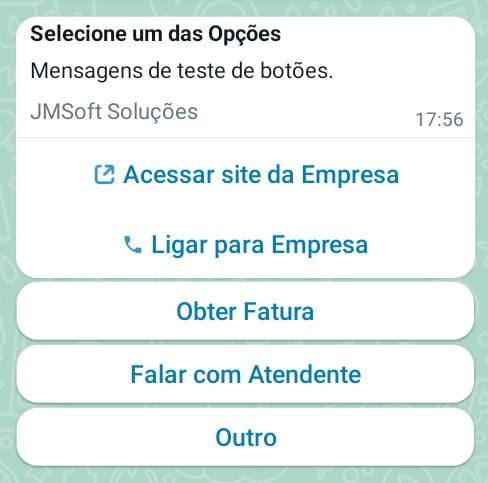 Selecione um das Opções
Mensagens de teste de botões.
JMSoft Soluções
17:56
Acessar site da Empresa
Ligar para Empresa
Obter Fatura
Falar com Atendente
Outro